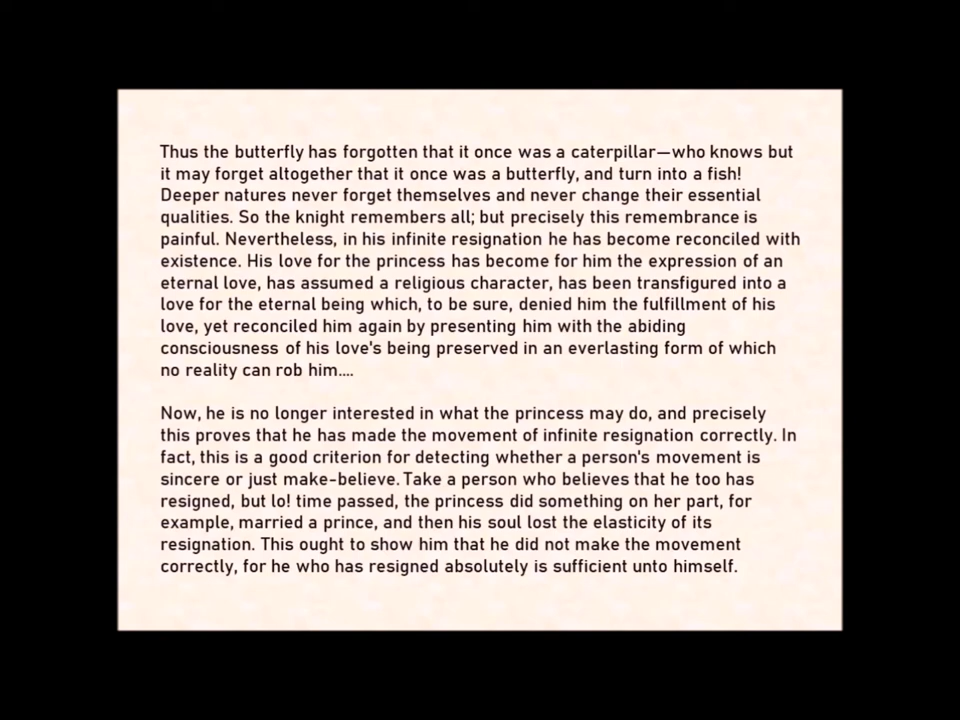 Thus the butterfly has forgotten that it once was a caterpillar—who knows but
it may forget altogether that it once was a butterfly, and turn into a fish!
Deeper natures never forget themselves and never change their essential
qualities. So the knight remembers all; but precisely this remembrance is
painful. Nevertheless, in his infinite resignation he has become reconciled with
existence. His love for the princess has become for him the expression of an
eternal love, has assumed a religious character, has been transfigured into a
love for the eternal being which, to be sure, denied him the fulfillment of his
love, yet reconciled him again by presenting him with the abiding
consciousness of his love's being preserved in an everlasting form of which
no reality can rob him....
Now, he is no longer interested in what the princess may do, and precisely
this proves that he has made the movement of infinite resignation correctly. In
fact, this is a good criterion for detecting whether a person's movement is
sincere or just make-believe. Take a person who believes that he too has
resigned, but lo! time passed, the princess did something on her part, for
example, married a prince, and then his soul lost the elasticity of its
resignation. This ought to show him that he did not make the movement
correctly, for he who has resigned absolutely is sufficient unto himself.